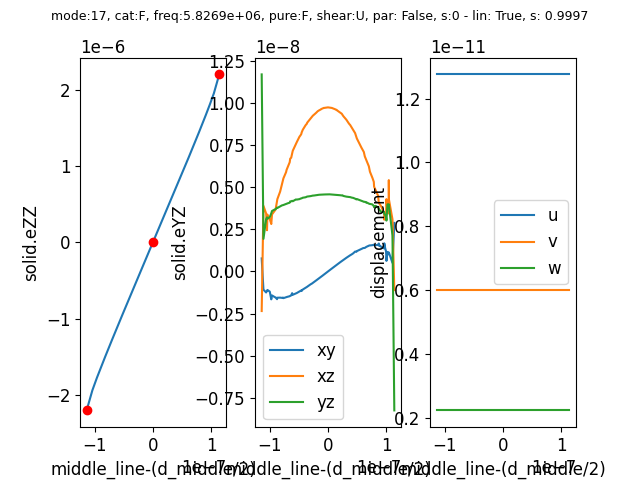 mode:17, cat:F, freq:5.8269e+06, pure:F, shear:U, par: False, s:0 - lin: True, s: 0.9997
1e−6
1e−8
1e−11
2
1
0
−1
−2
solid.eZZ
−1
0
1
1e−7
middle_line-(d_middle/2)
1.25
1.00
0.75
0.50
0.25
0.00
−0.25
−0.50
−0.75
solid.eYZ
xy
xz
yz
−1
0
1
1e−7
middle_line-(d_middle/2)
1.2
1.0
0.8
0.6
0.4
0.2
displacement
u
v
w
−1
0
1
1e−7
middle_line-(d_middle/2)